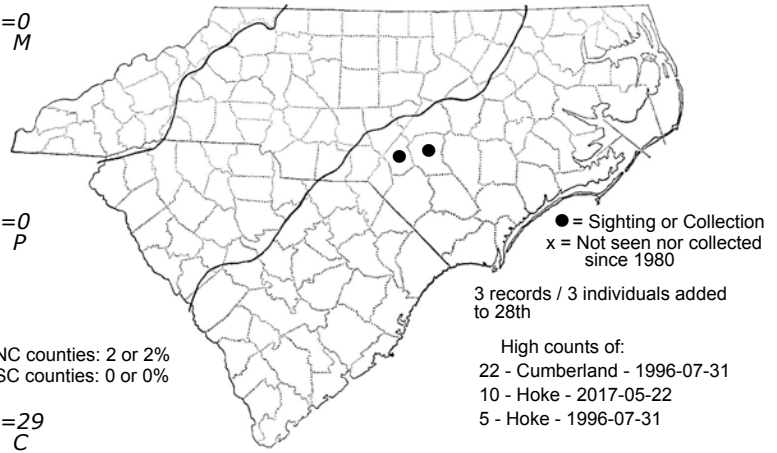 =0
M
=0
P
● = Sighting or Collection
x = Not seen nor collected
since 1980
3 records / 3 individuals added
to 28th
NC counties: 2 or 2%
SC counties: 0 or 0%
High counts of:
22 - Cumberland - 1996-07-31
10 - Hoke - 2017-05-22
5 - Hoke - 1996-07-31
=29
C